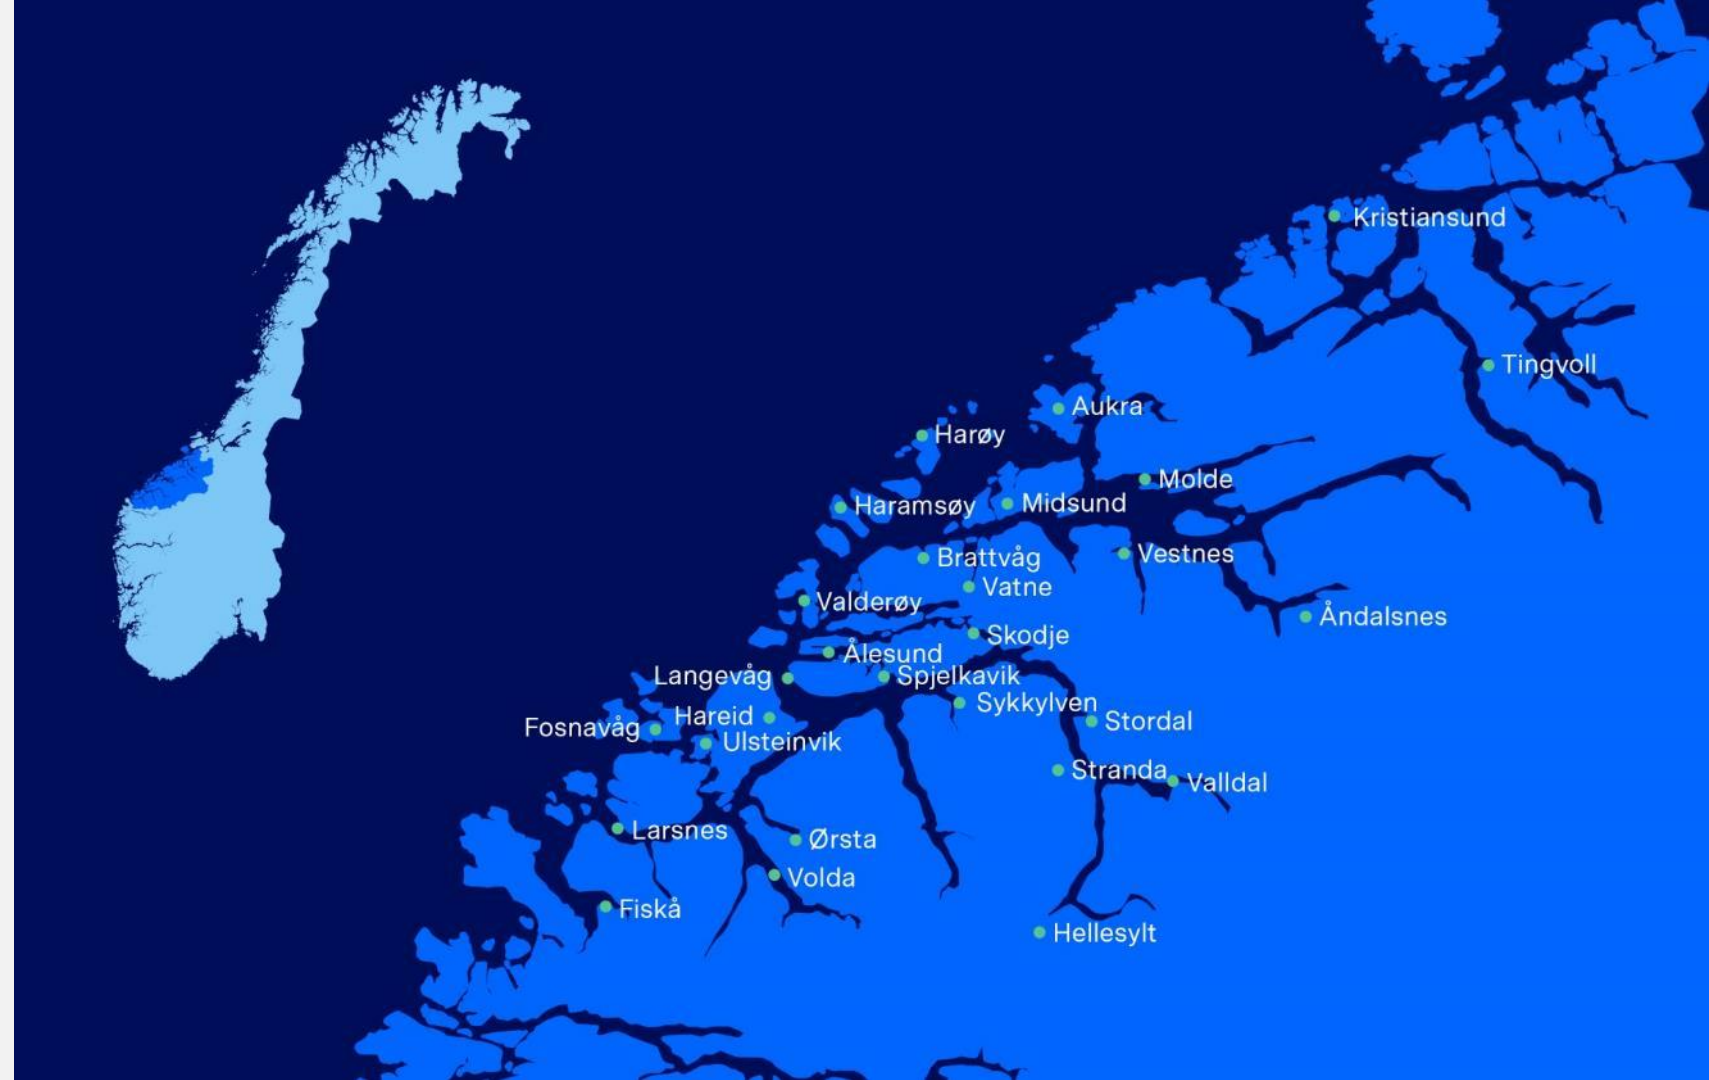 Kristiansund
Tingvoll
Aukra
Harøy
Molde
Midsund
Haramsøy
Vestnes
Brattvåg
Vatne
Valderøy
Åndalsnes
Skodje
Ålesund
Langevåg
Spjelkavik
Sykkylven
Hareid
Stordal
Fosnavåg
Ulsteinvik
Stranda
Valldal
Larsnes
Ørsta
Volda
Fiskå
Hellesylt